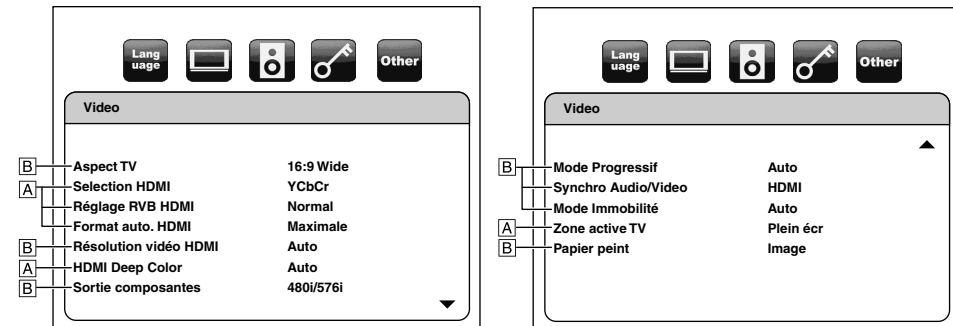 Lang
uage
Other
Video
B Aspect TV 16:9 Wide
A Selection HDMI YCbCr
Réglage RVB HDMI Normal
Format auto. HDMI Maximale
B Résolution vidéo HDMI Auto
A HDMI Deep Color Auto
B Sortie composantes 480i/576i
Lang
uage
Other
Video
B Mode Progressif Auto
Synchro Audio/Video HDMI
Mode Immobilité Auto
A Zone active TV Plein écr
B Papier peint Image